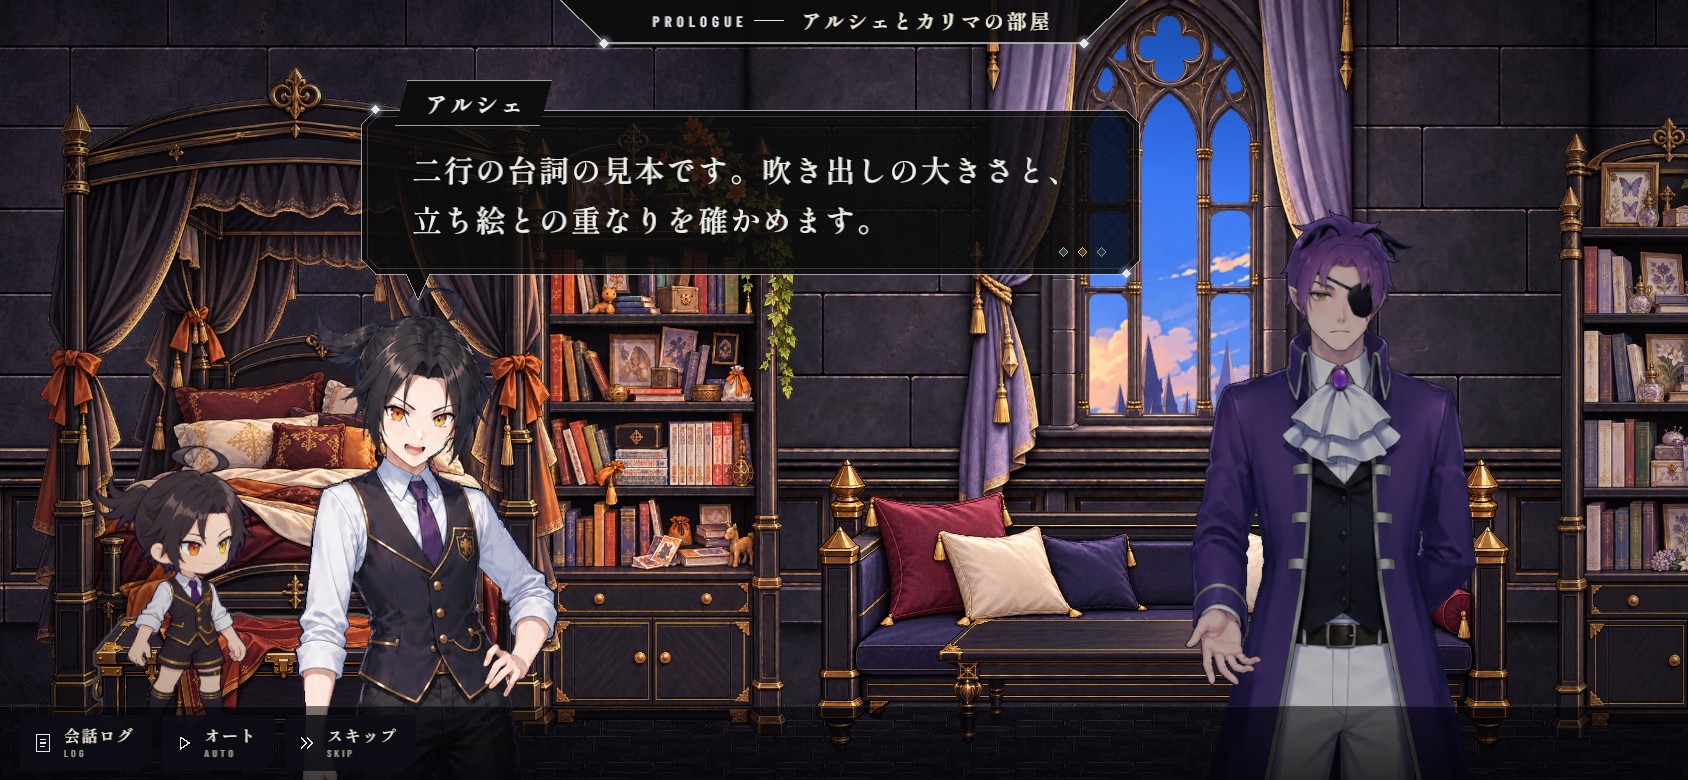 PROLOGUE アルシェとカリマの部屋
アルシェ
二行の台詞の見本です。吹き出しの大きさと、
立ち絵との重なりを確かめます。
会話ログ
LOG
オート
AUTO
スキップ
SKIP